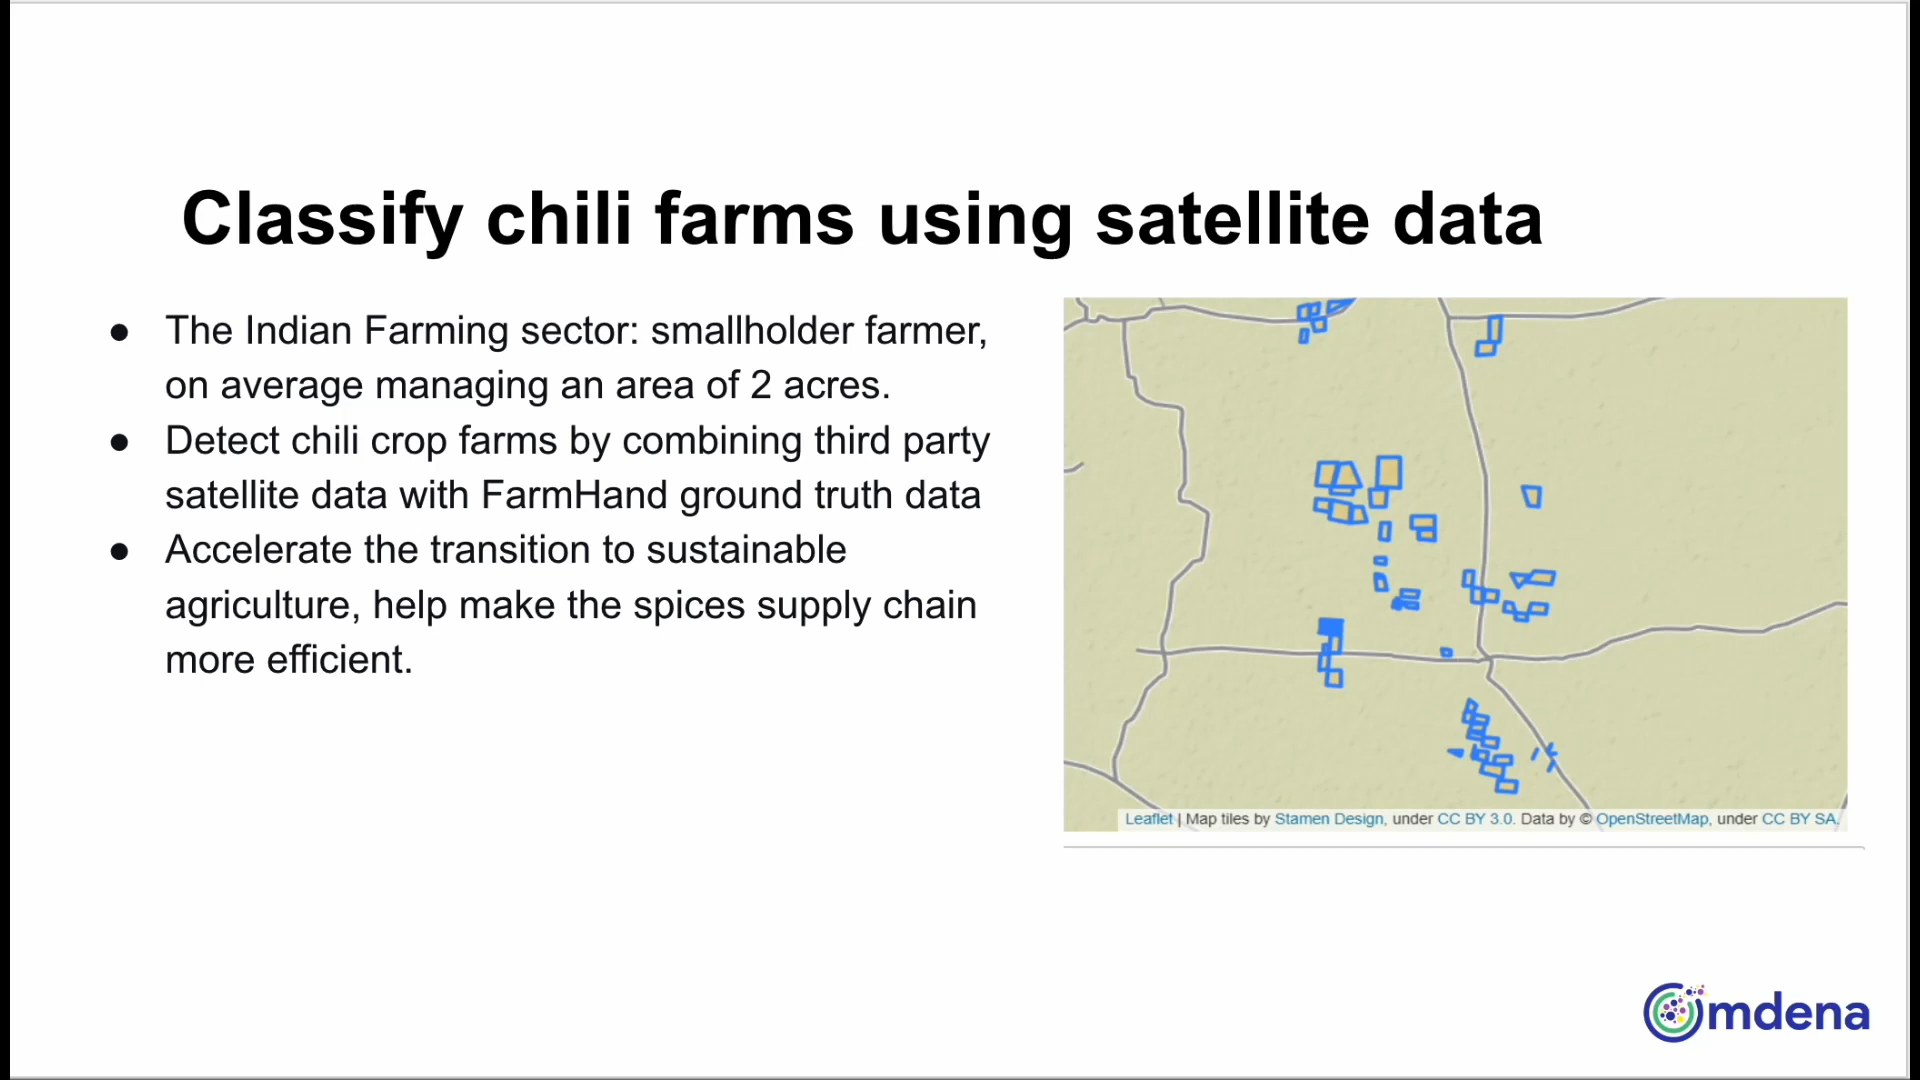 Classify chili farms using satellite data
● The Indian Farming sector: smallholder farmer,
on average managing an area of 2 acres.
● Detect chili crop farms by combining third party
satellite data with FarmHand ground truth data
● Accelerate the transition to sustainable
agriculture, help make the spices supply chain
more efficient.
Leaflet | Map tiles by Stamen Design, under CC BY 3.0. Data by © OpenStreetMap, under CC BY SA.
Omdena